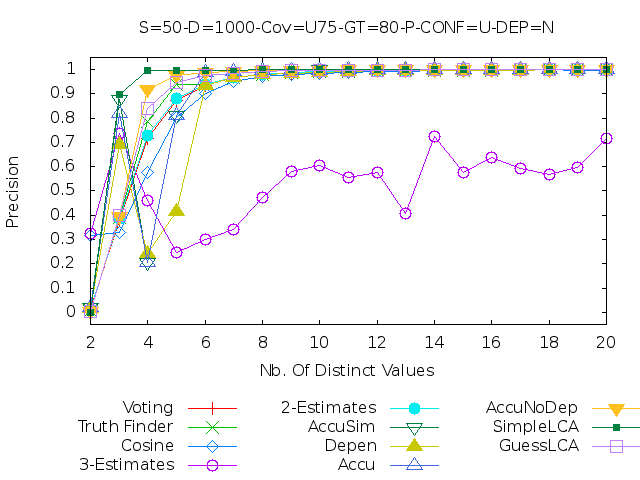 S=50-D=1000-Cov=U75-GT=80-P-CONF=U-DEP=N
1
0.9
0.8
0.7
0.6
0.5
0.4
0.3
0.2
0.1
0
Precision
2 4 6 8 10 12 14 16 18 20
Nb. Of Distinct Values
Voting 2-Estimates AccuNoDep
Truth Finder AccuSim SimpleLCA
Cosine Depen GuessLCA
3-Estimates Accu